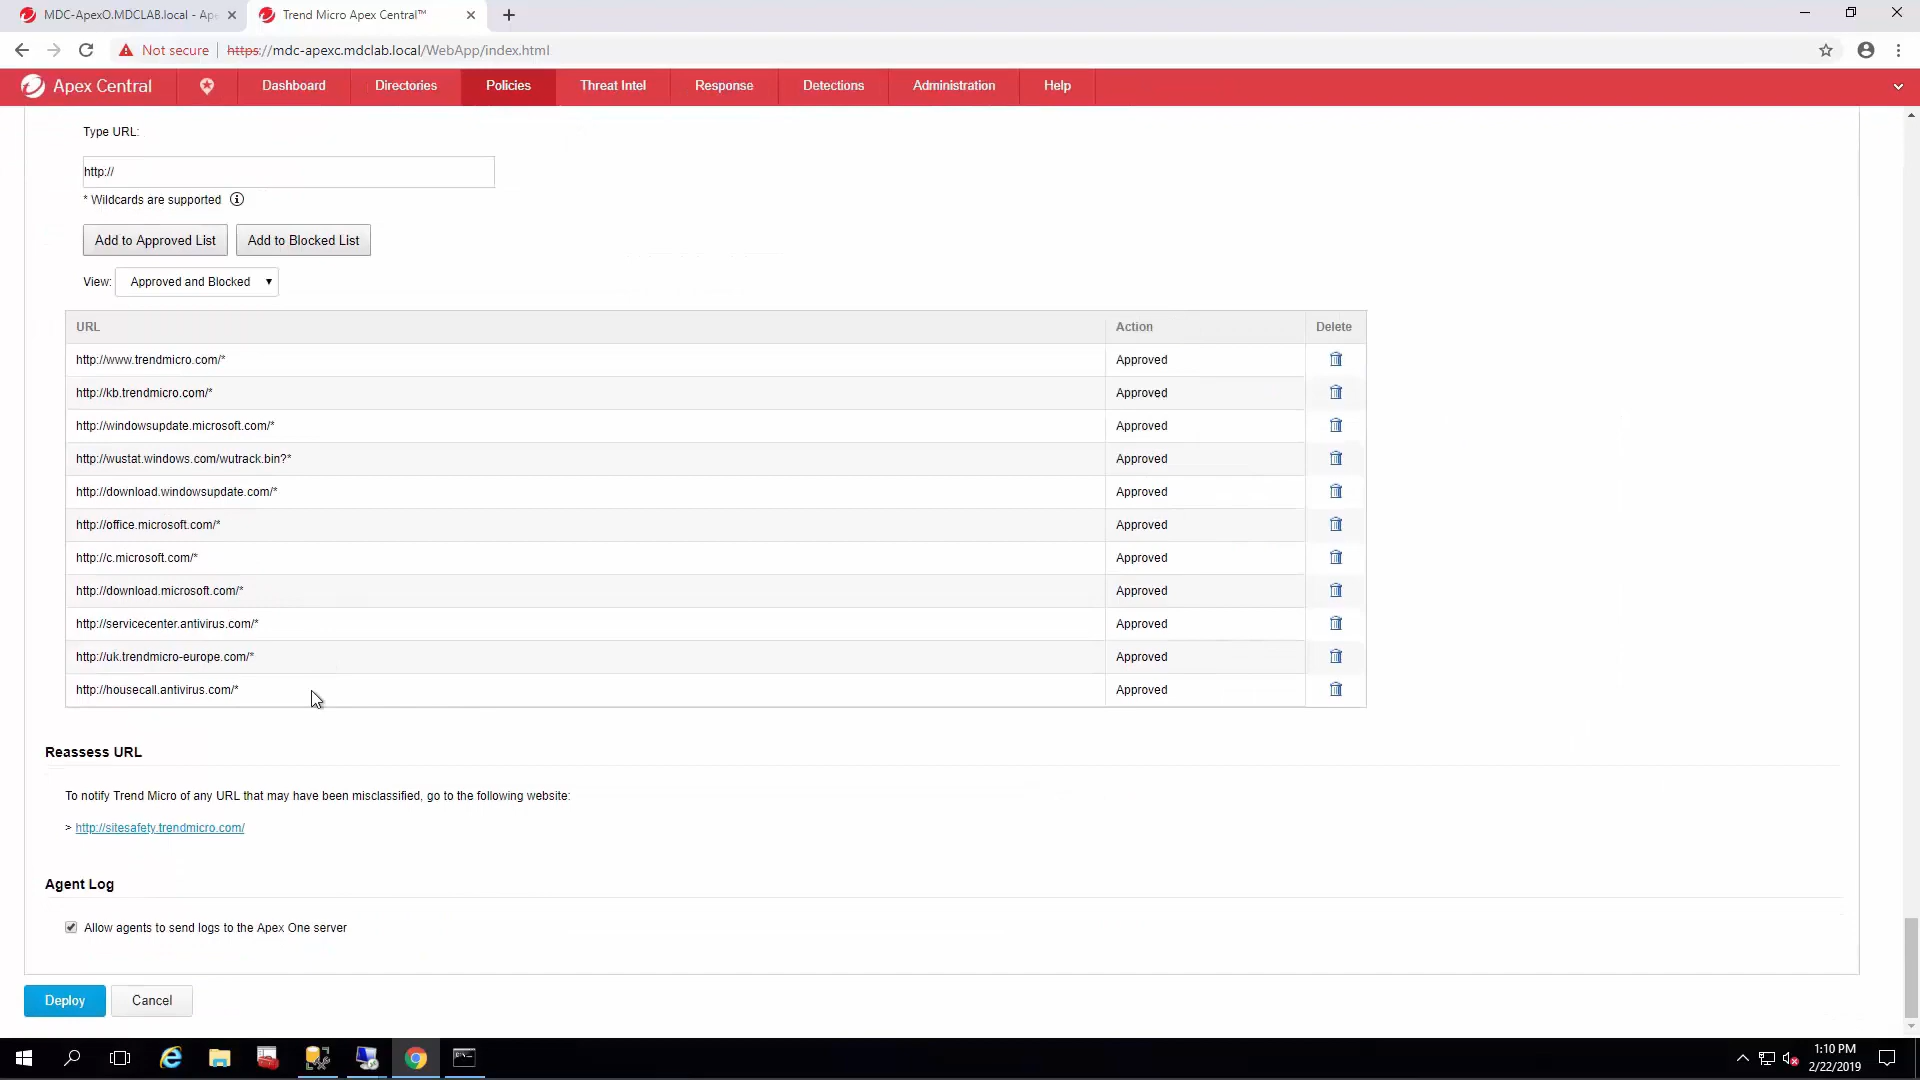 MDC-ApexO.MDCLAB.local - Ape
Trend Micro Apex Central™
Not secure
https://mdc-apexc.mdclab.local/WebApp/index.html
Apex Central
Dashboard
Directories
Policies
Threat Intel
Response
Detections
Administration
Help
Type URL:
http://
* Wildcards are supported
Add to Approved List
Add to Blocked List
View: Approved and Blocked
URL Action Delete
http://www.trendmicro.com/* Approved
http://kb.trendmicro.com/* Approved
http://windowsupdate.microsoft.com/* Approved
http://wustat.windows.com/wutrack.bin?* Approved
http://download.windowsupdate.com/* Approved
http://office.microsoft.com/* Approved
http://c.microsoft.com/* Approved
http://download.microsoft.com/* Approved
http://servicecenter.antivirus.com/* Approved
http://uk.trendmicro-europe.com/* Approved
http://housecall.antivirus.com/* Approved
Reassess URL
To notify Trend Micro of any URL that may have been misclassified, go to the following website:
> http://sitesafety.trendmicro.com/
Agent Log
Allow agents to send logs to the Apex One server
Deploy
Cancel
1:10 PM
2/22/2019